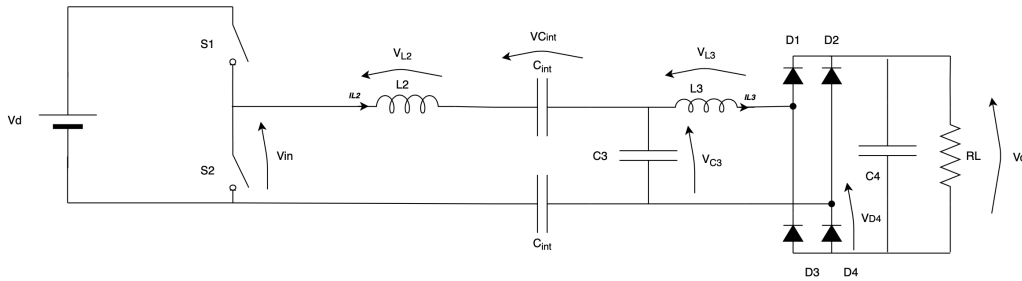 S1
VCint
D1 D2
VL2
VL3
Cint
L2
L3
IL2
IL3
Vd
Vin
C3
VC3
C4
RL
S2
VD4
Cint
D3 D4